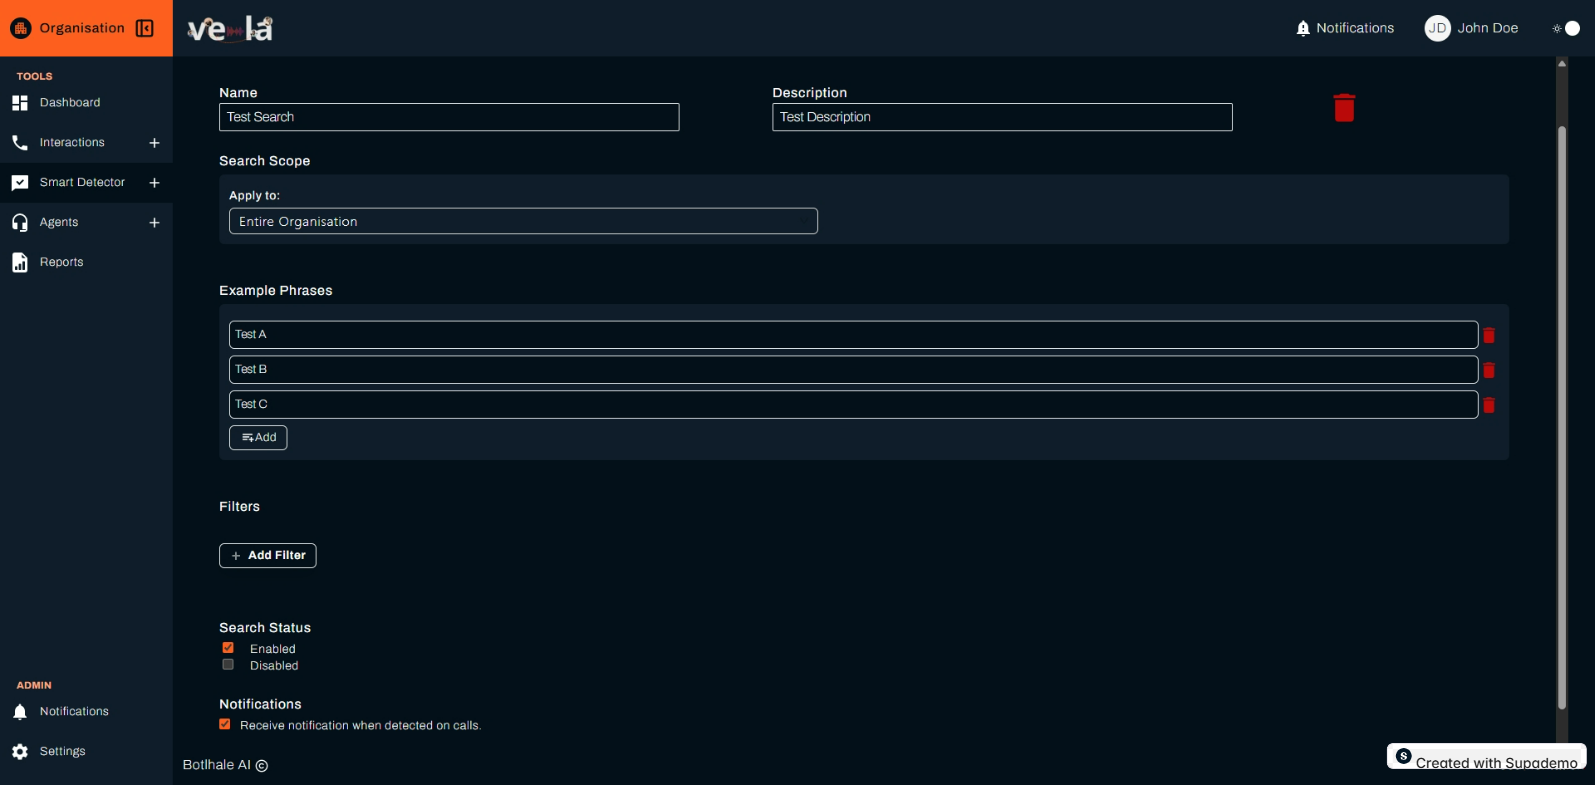 Organisation
vela
Notifications
JD John Doe
TOOLS
Dashboard
Interactions +
Smart Detector +
Agents +
Reports
Name
Test Search
Description
Test Description
Search Scope
Apply to:
Entire Organisation
Example Phrases
Test A
Test B
Test C
Add
Filters
+ Add Filter
Search Status
Enabled
Disabled
Notifications
Receive notification when detected on calls.
ADMIN
Notifications
Settings
Botlhale AI ©
S Created with Supademo